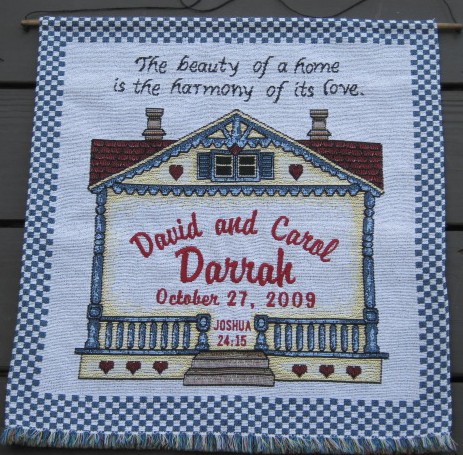 The beauty of a home
is the harmony of its love.
David and Carol
Darrah
October 27, 2009
JOSHUA
24:15